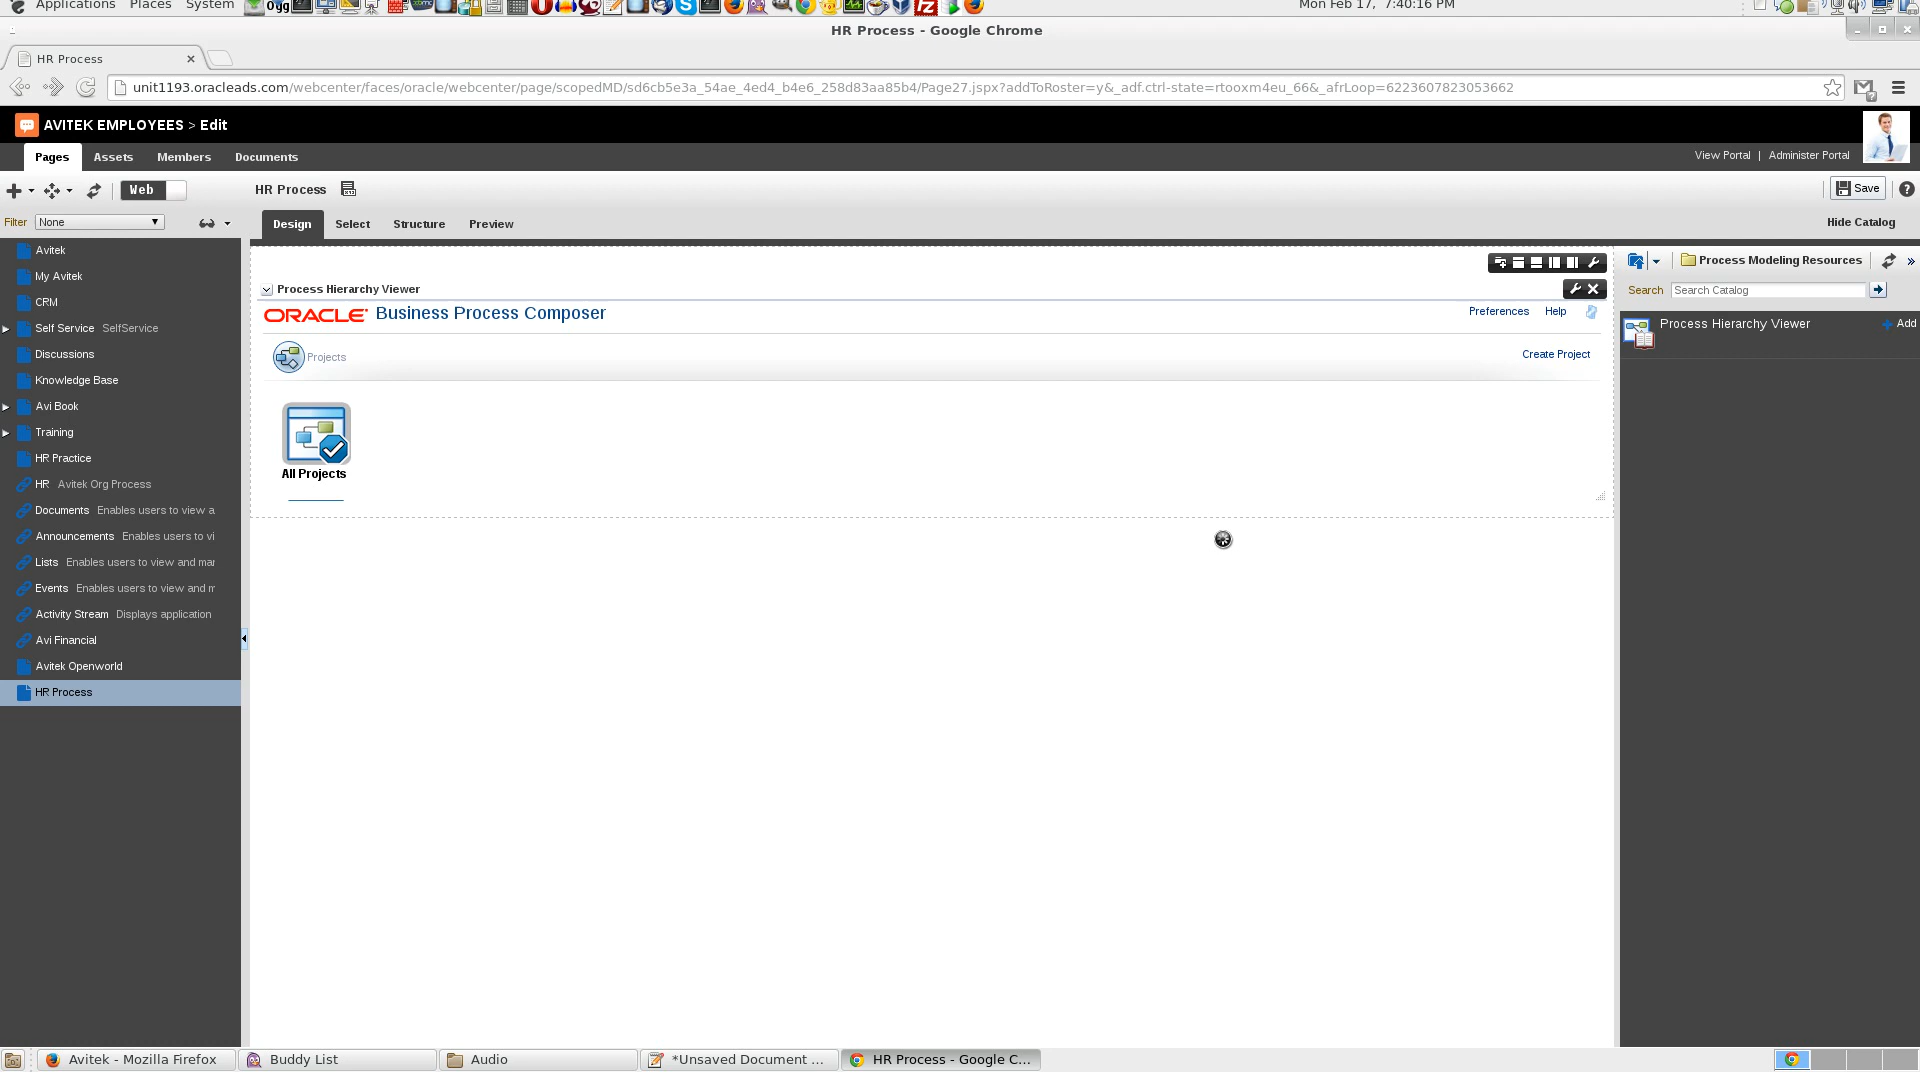 Applications Places System Mon Feb 17, 7:40:16 PM
HR Process - Google Chrome
HR Process
unit1193.oracleads.com/webcenter/faces/oracle/webcenter/page/scopedMD/sd6cb5e3a_54ae_4ed4_b4e6_258d83aa85b4/Page27.jspx?addToRoster=y&_adf.ctrl-state=rtooxm4eu_66&_afrLoop=6223607823053662
AVITEK EMPLOYEES > Edit
Pages Assets Members Documents View Portal | Administer Portal
Web HR Process Save
Filter None
Design Select Structure Preview Hide Catalog
Avitek
My Avitek
CRM
Self Service SelfService
Discussions
Knowledge Base
Avi Book
Training
HR Practice
HR Avitek Org Process
Documents Enables users to view a
Announcements Enables users to vi
Lists Enables users to view and mar
Events Enables users to view and m
Activity Stream Displays application
Avi Financial
Avitek Openworld
HR Process
Process Hierarchy Viewer
ORACLE Business Process Composer Preferences Help
Projects Create Project
All Projects
Process Modeling Resources »
Search Search Catalog
Process Hierarchy Viewer Add
Avitek - Mozilla Firefox Buddy List Audio *Unsaved Document ... HR Process - Google C...